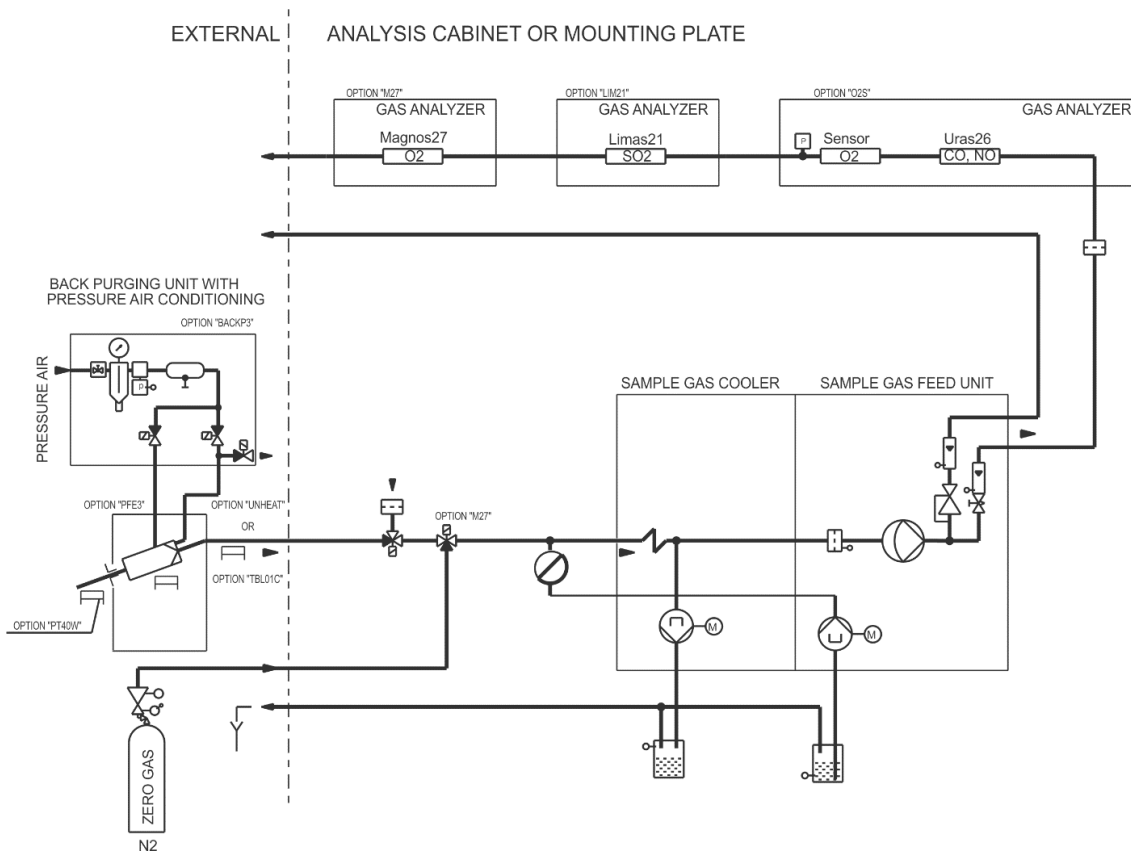 EXTERNAL
ANALYSIS CABINET OR MOUNTING PLATE
OPTION "M27"
OPTION "LIM21"
OPTION "O2S"
GAS ANALYZER
GAS ANALYZER
GAS ANALYZER
Magnos27
Limas21
Sensor
Uras26
P
O2
SO2
O2
CO, NO
BACK PURGING UNIT WITH
PRESSURE AIR CONDITIONING
OPTION "BACKP3"
PRESSURE AIR
P
SAMPLE GAS COOLER
SAMPLE GAS FEED UNIT
OPTION "PFE3"
OPTION "UNHEAT"
OR
OPTION "M27"
OPTION "TBL01C"
OPTION "PT40W"
M
M
ZERO GAS
N2